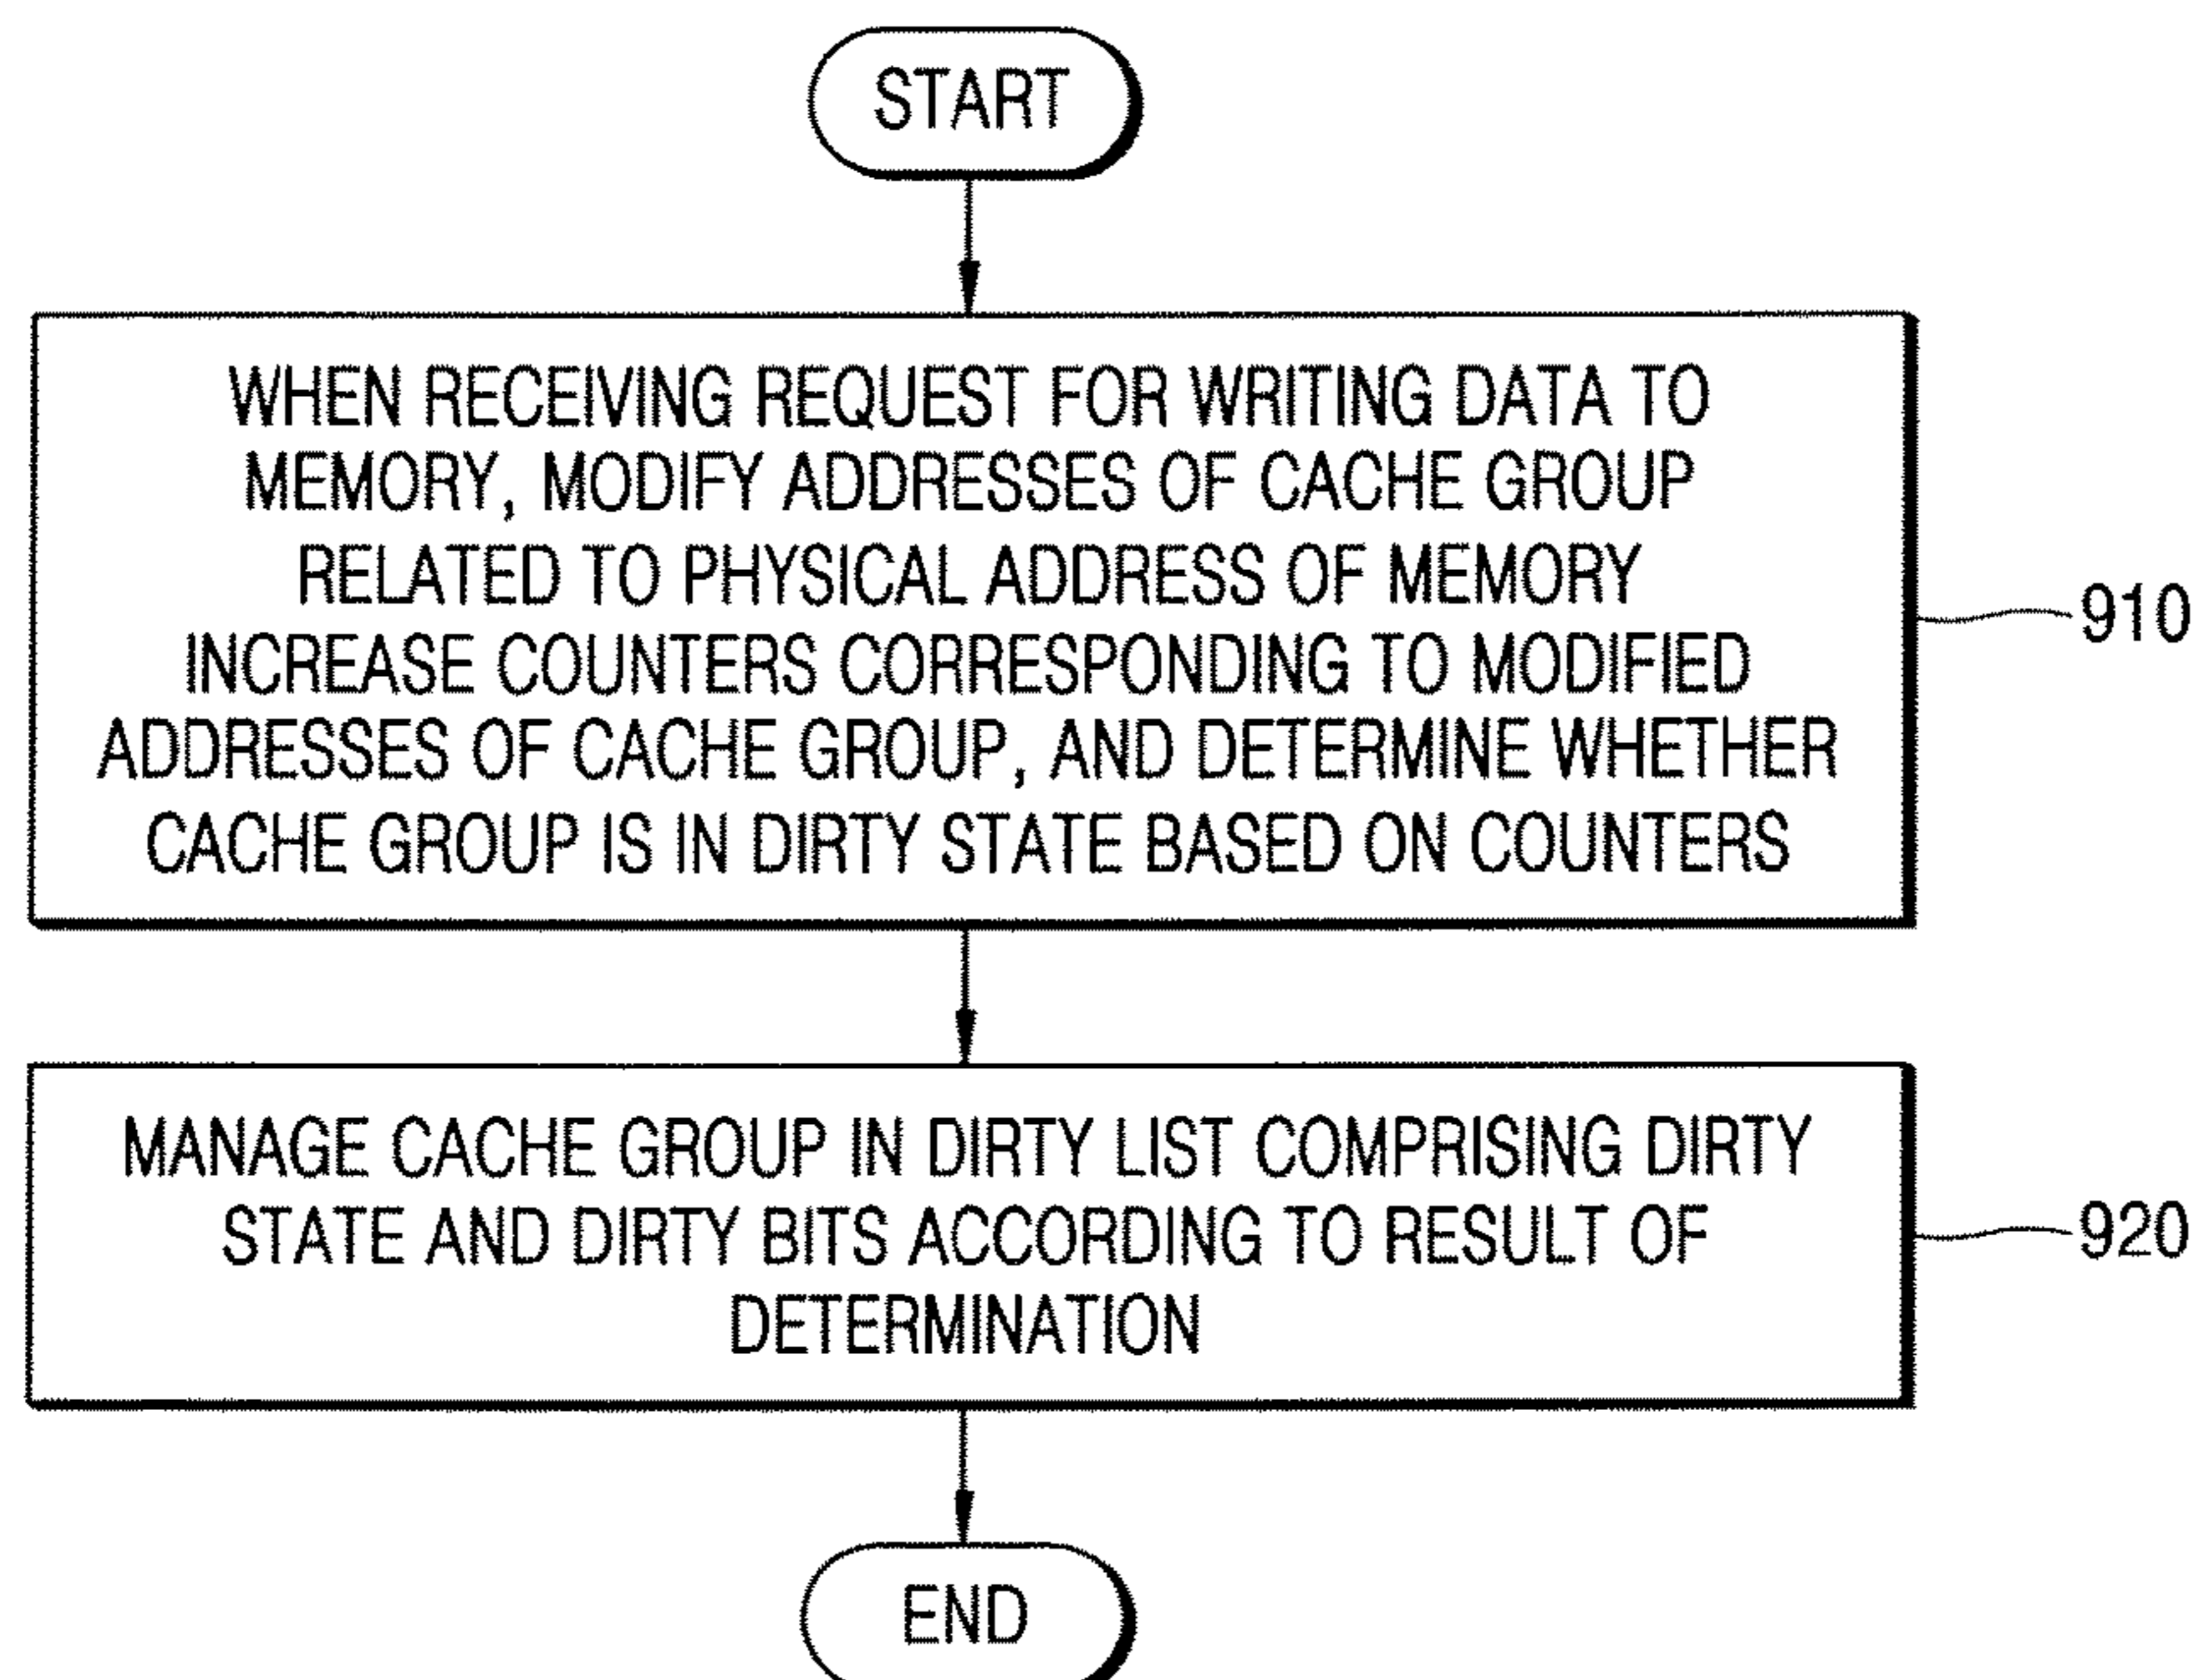 START
WHEN RECEIVING REQUEST FOR WRITING DATA TO
MEMORY, MODIFY ADDRESSES OF CACHE GROUP
RELATED TO PHYSICAL ADDRESS OF MEMORY
INCREASE COUNTERS CORRESPONDING TO MODIFIED
ADDRESSES OF CACHE GROUP, AND DETERMINE WHETHER
CACHE GROUP IS IN DIRTY STATE BASED ON COUNTERS
910
MANAGE CACHE GROUP IN DIRTY LIST COMPRISING DIRTY
STATE AND DIRTY BITS ACCORDING TO RESULT OF
DETERMINATION
920
END